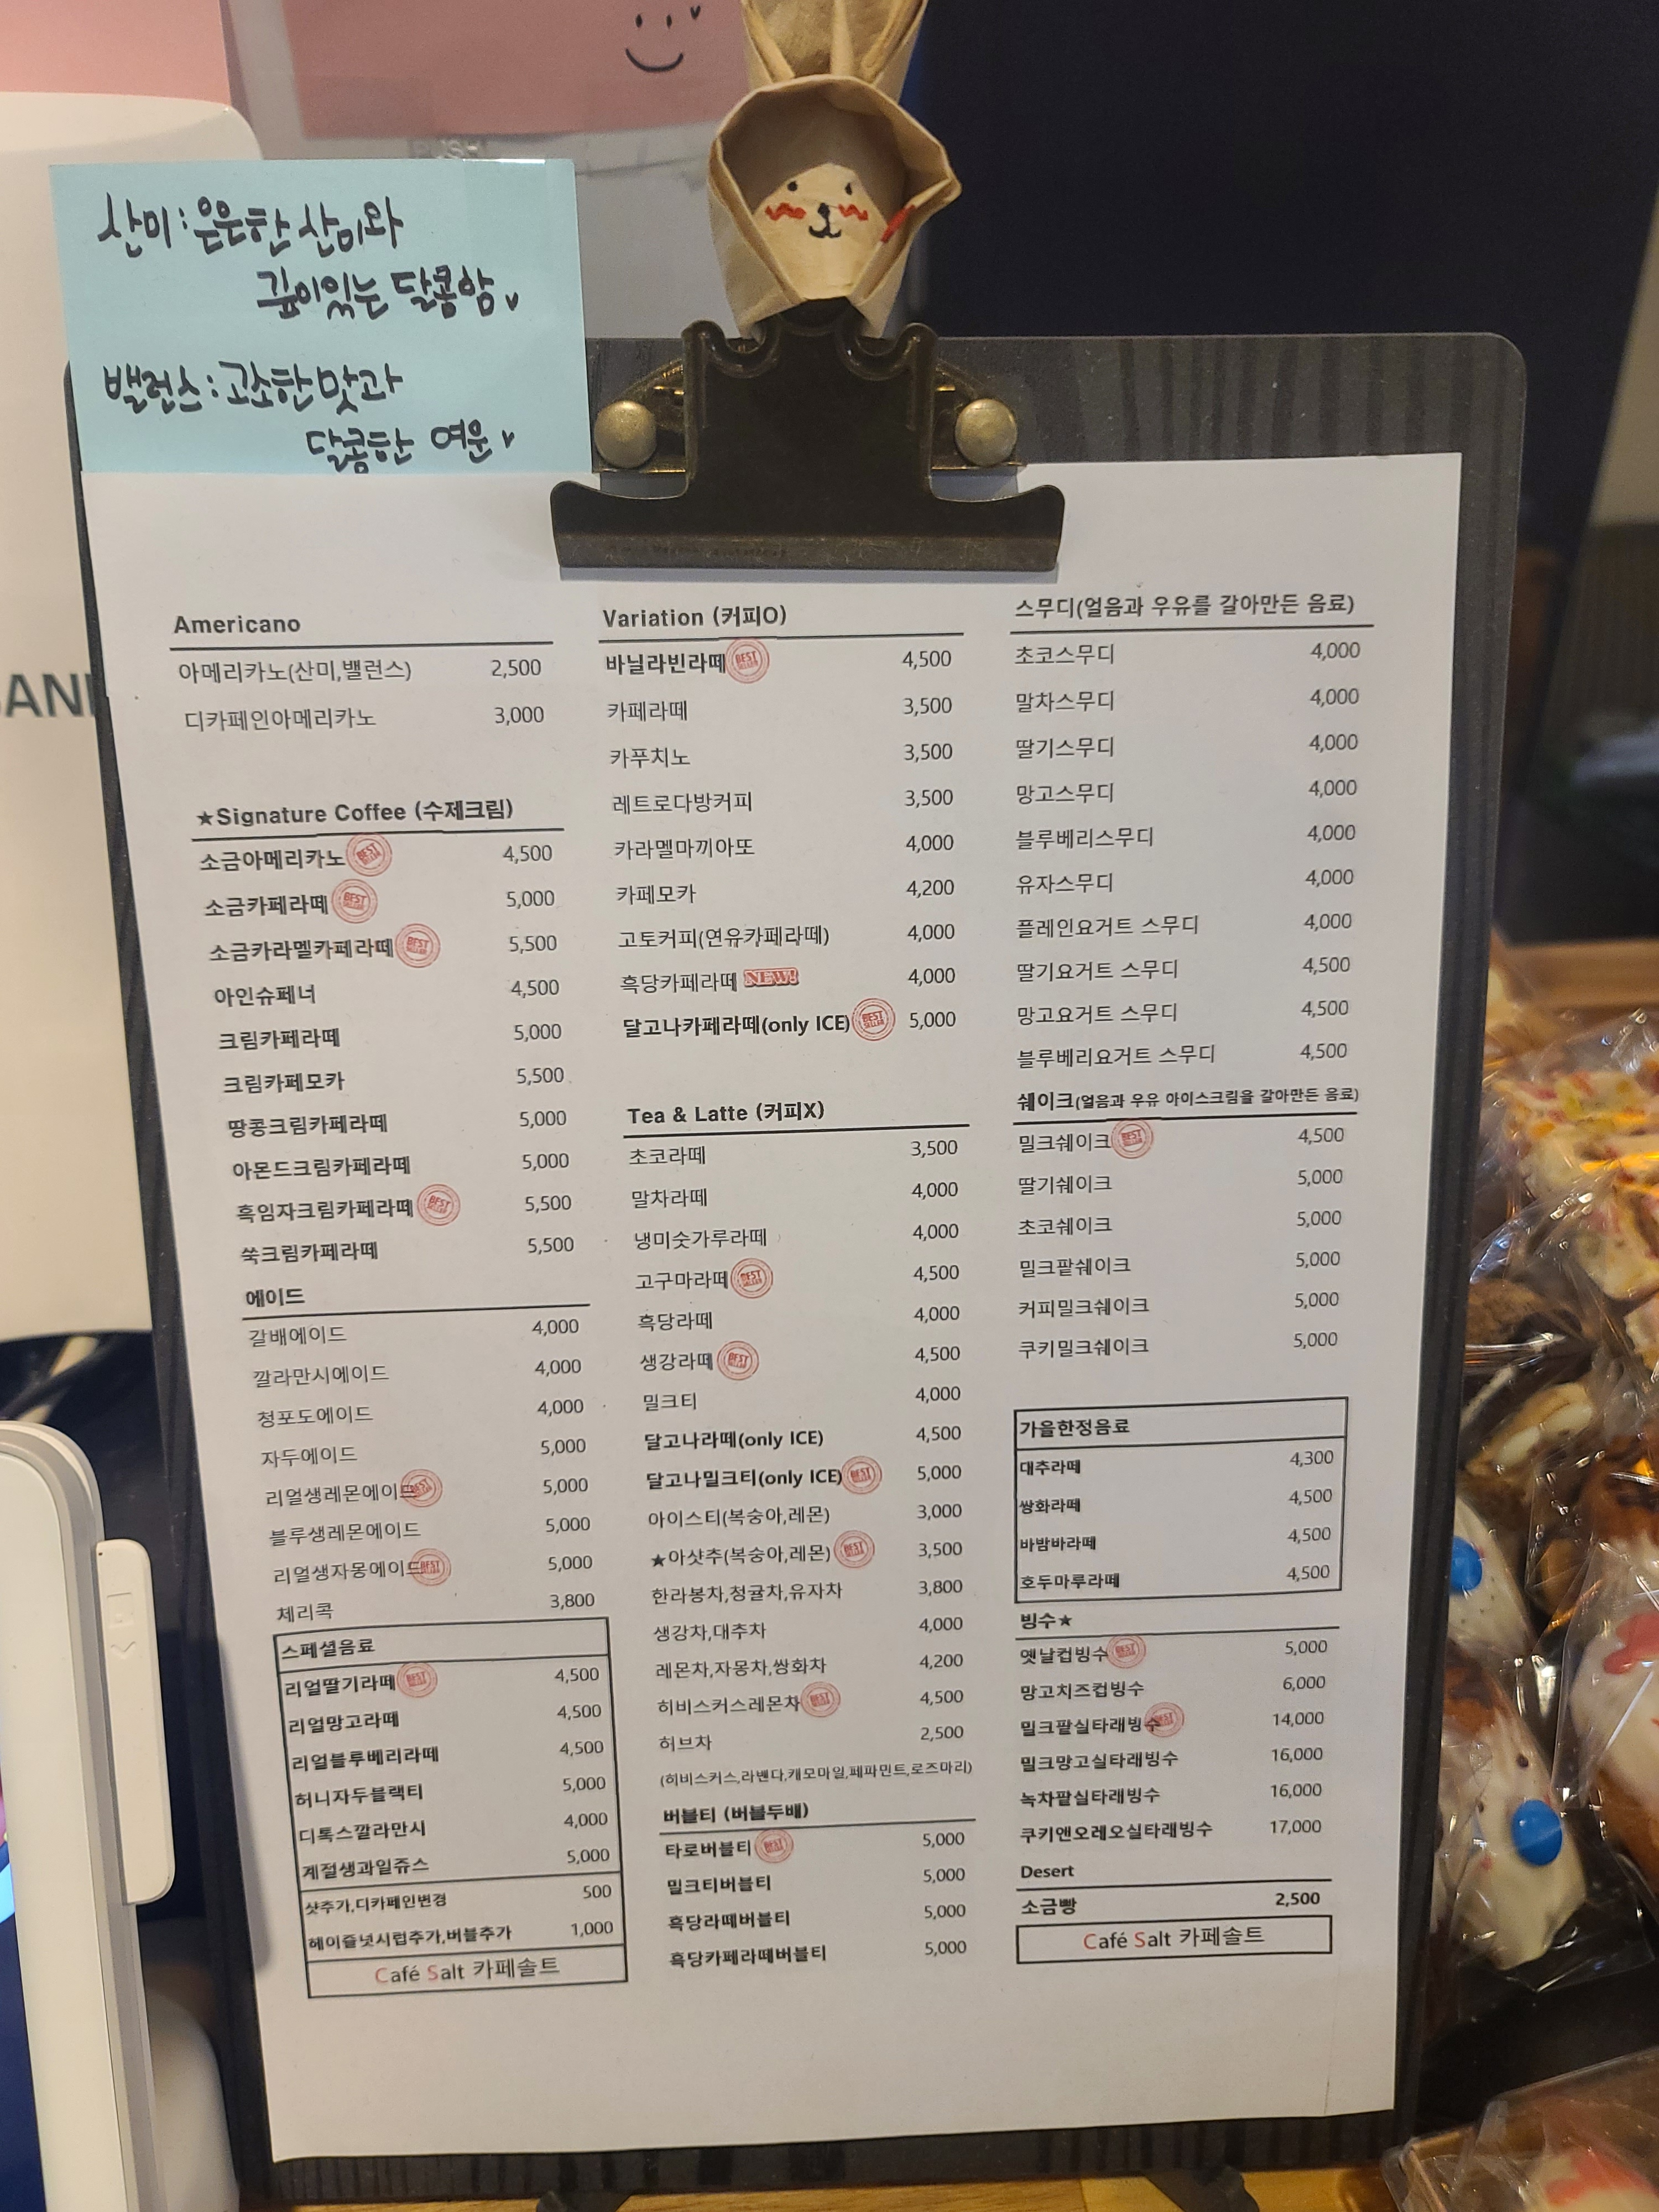 산미:은은한 산미와
깊이있는 달콤함
밸런스:고소한맛과
달콤한 여운
Americano
아메리카노(산미,밸런스) 2,500
디카페인아메리카노 3,000
★Signature Coffee (수제크림)
소금아메리카노 BEST SELLER 4,500
소금카페라떼 BEST SELLER 5,000
소금카라멜카페라떼 BEST SELLER 5,500
아인슈페너 4,500
크림카페라떼 5,000
크림카페모카 5,500
땅콩크림카페라떼 5,000
아몬드크림카페라떼 5,000
흑임자크림카페라떼 BEST SELLER 5,500
쑥크림카페라떼 5,500
에이드
갈배에이드 4,000
깔라만시에이드 4,000
청포도에이드 4,000
자두에이드 5,000
리얼생레몬에이드 BEST 5,000
블루생레몬에이드 5,000
리얼생자몽에이드 BEST 5,000
체리콕 3,800
스페셜음료
리얼딸기라떼 BEST 4,500
리얼망고라떼 4,500
리얼블루베리라떼 4,500
허니자두블랙티 5,000
디톡스깔라만시 4,000
계절생과일쥬스 5,000
샷추가,디카페인변경 500
헤이즐넛시럽추가,버블추가 1,000
Café Salt 카페솔트
Variation (커피O)
바닐라빈라떼 BEST SELLER 4,500
카페라떼 3,500
카푸치노 3,500
레트로다방커피 3,500
카라멜마끼아또 4,000
카페모카 4,200
고토커피(연유카페라떼) 4,000
흑당카페라떼 NEW! 4,000
달고나카페라떼(only ICE) BEST SELLER 5,000
Tea & Latte (커피X)
초코라떼 3,500
말차라떼 4,000
냉미숫가루라떼 4,000
고구마라떼 BEST SELLER 4,500
흑당라떼 4,000
생강라떼 BEST SELLER 4,500
밀크티 4,000
달고나라떼(only ICE) 4,500
달고나밀크티(only ICE) BEST SELLER 5,000
아이스티(복숭아,레몬) 3,000
★아샷추(복숭아,레몬) BEST SELLER 3,500
한라봉차,청귤차,유자차 3,800
생강차,대추차 4,000
레몬차,자몽차,쌍화차 4,200
히비스커스레몬차 BEST 4,500
허브차 2,500
(히비스커스,라벤다,캐모마일,페파민트,로즈마리)
버블티 (버블두배)
타로버블티 BEST 5,000
밀크티버블티 5,000
흑당라떼버블티 5,000
흑당카페라떼버블티 5,000
스무디(얼음과 우유를 갈아만든 음료)
초코스무디 4,000
말차스무디 4,000
딸기스무디 4,000
망고스무디 4,000
블루베리스무디 4,000
유자스무디 4,000
플레인요거트 스무디 4,000
딸기요거트 스무디 4,500
망고요거트 스무디 4,500
블루베리요거트 스무디 4,500
쉐이크(얼음과 우유 아이스크림을 갈아만든 음료)
밀크쉐이크 BEST SELLER 4,500
딸기쉐이크 5,000
초코쉐이크 5,000
밀크팥쉐이크 5,000
커피밀크쉐이크 5,000
쿠키밀크쉐이크 5,000
가을한정음료
대추라떼 4,300
쌍화라떼 4,500
바밤바라떼 4,500
호두마루라떼 4,500
빙수★
옛날컵빙수 BEST 5,000
망고치즈컵빙수 6,000
밀크팥실타래빙수 BEST 14,000
밀크망고실타래빙수 16,000
녹차팥실타래빙수 16,000
쿠키앤오레오실타래빙수 17,000
Desert
소금빵 2,500
Café Salt 카페솔트